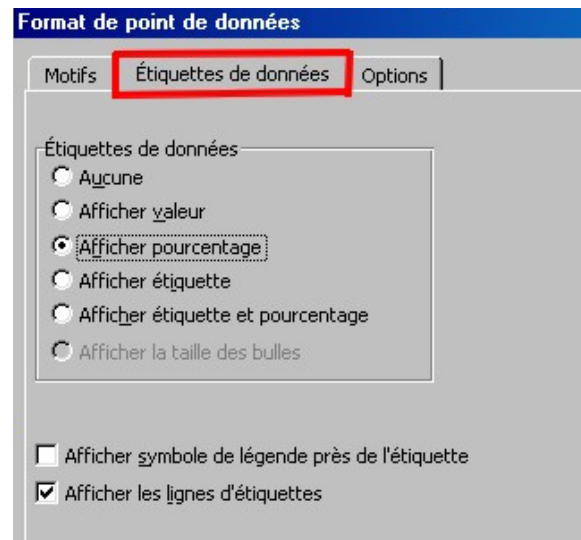 Format de point de données
Motifs Étiquettes de données Options
Étiquettes de données
Aucune
Afficher valeur
Afficher pourcentage
Afficher étiquette
Afficher étiquette et pourcentage
Afficher la taille des bulles
Afficher symbole de légende près de l'étiquette
Afficher les lignes d'étiquettes